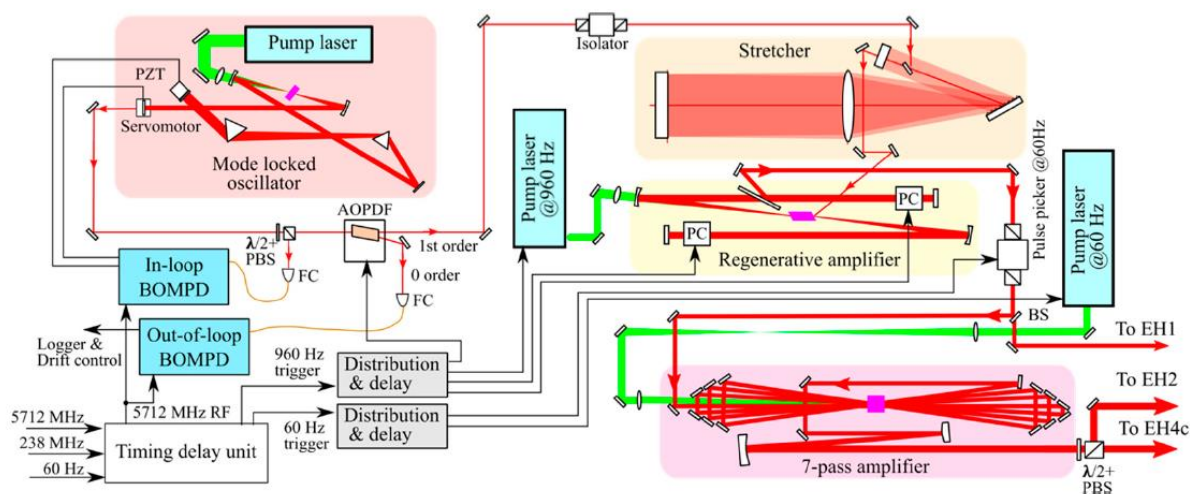 Pump laser
PZT
Servomotor
Mode locked
oscillator
Isolator
Stretcher
Pump laser
@960 Hz
PC
PC
Regenerative amplifier
Pulse picker @60Hz
Pump laser
@60 Hz
AOPDF
1st order
0 order
λ/2+
PBS
FC
FC
In-loop
BOMPD
Out-of-loop
BOMPD
Logger &
Drift control
5712 MHz RF
5712 MHz
238 MHz
60 Hz
Timing delay unit
960 Hz
trigger
60 Hz
trigger
Distribution
& delay
Distribution
& delay
BS
To EH1
To EH2
To EH4c
7-pass amplifier
λ/2+
PBS